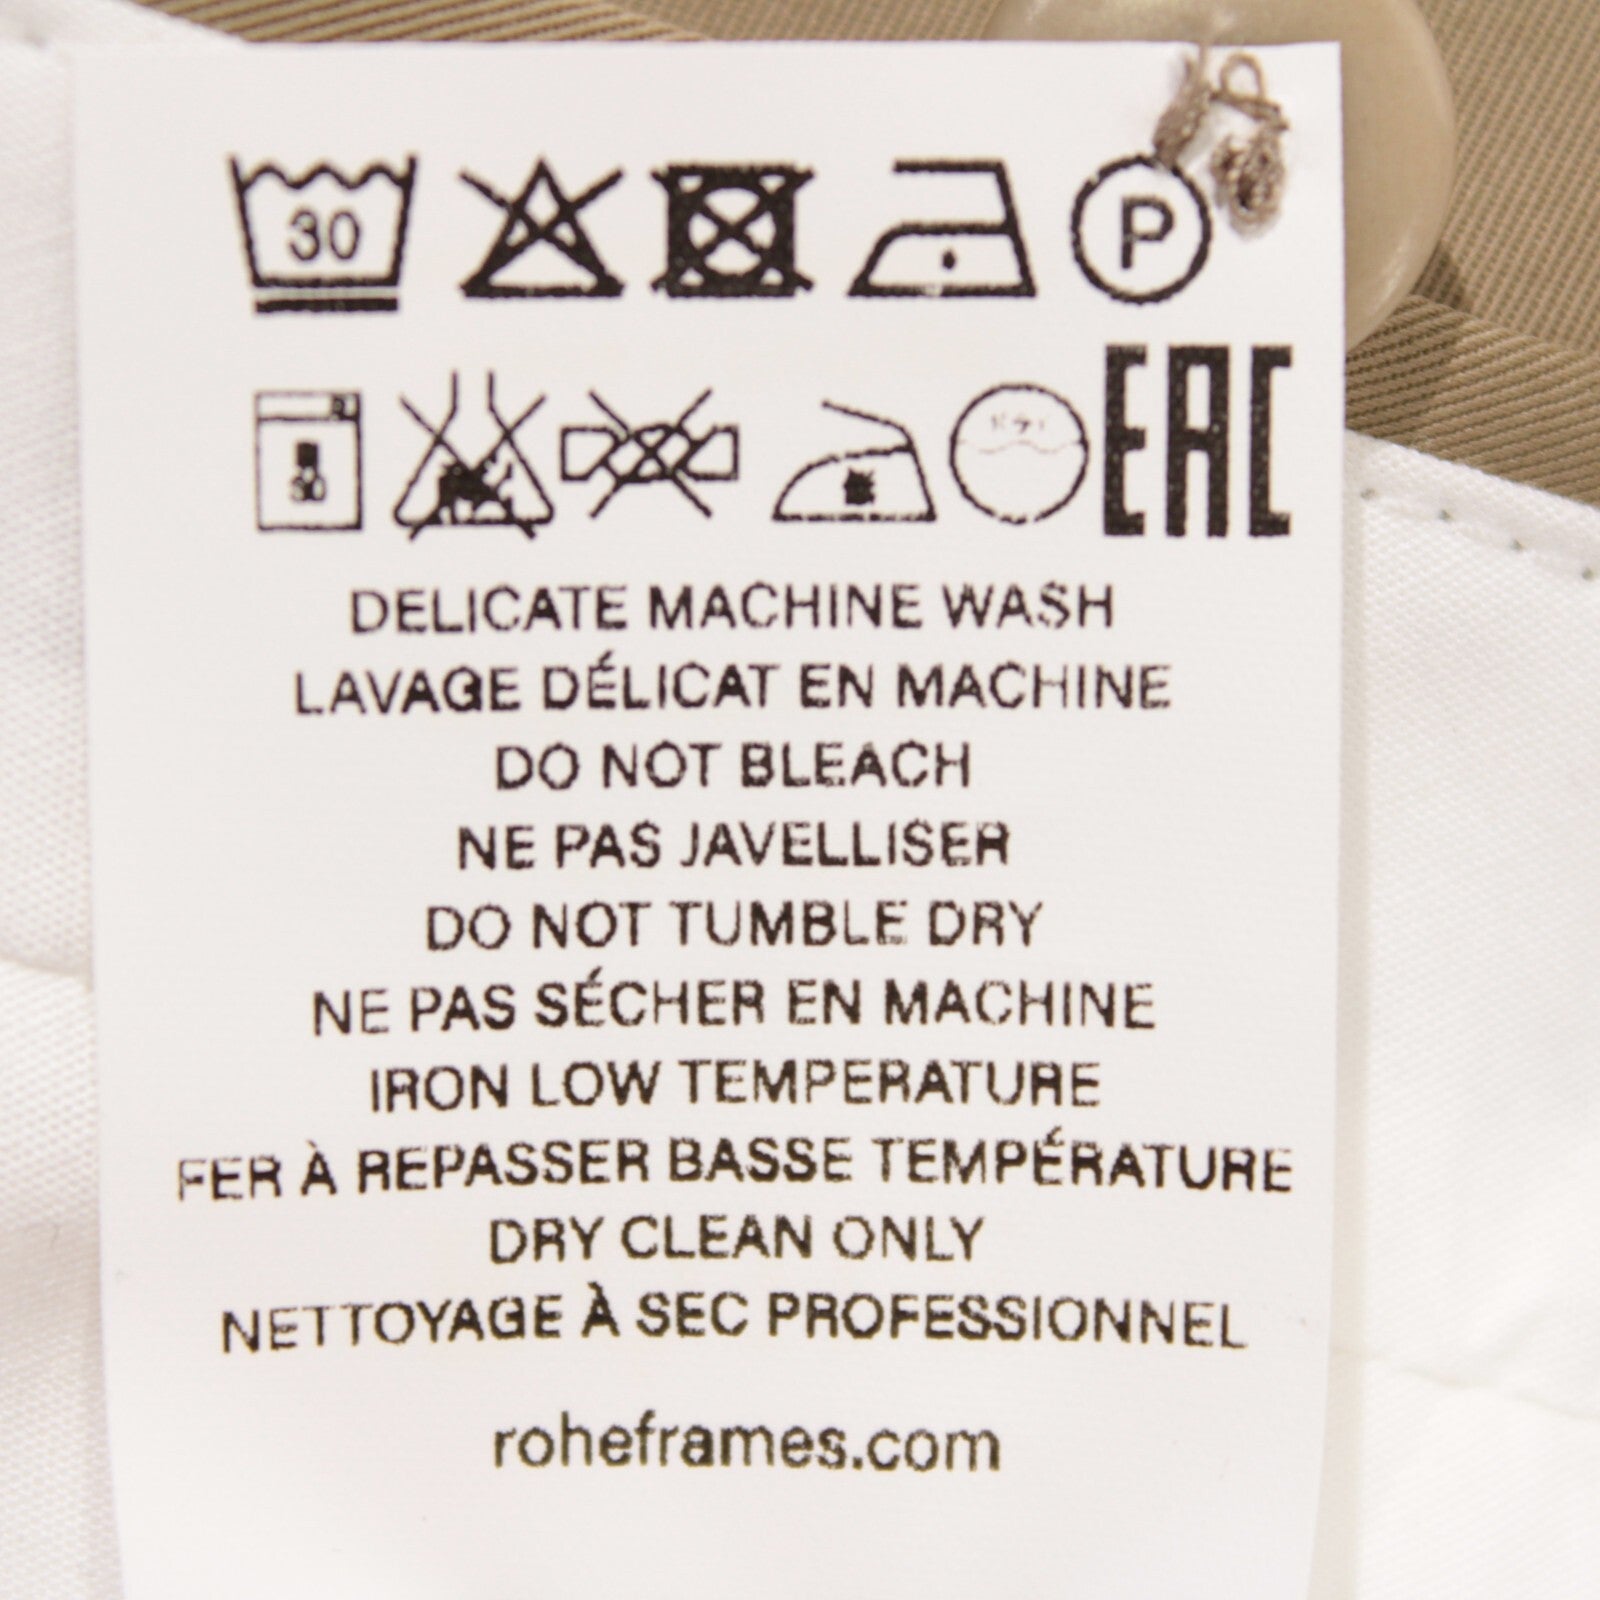 30
P
30
EAC
DELICATE MACHINE WASH
LAVAGE DÉLICAT EN MACHINE
DO NOT BLEACH
NE PAS JAVELLISER
DO NOT TUMBLE DRY
NE PAS SÉCHER EN MACHINE
IRON LOW TEMPERATURE
FER À REPASSER BASSE TEMPÉRATURE
DRY CLEAN ONLY
NETTOYAGE À SEC PROFESSIONNEL
roheframes.com